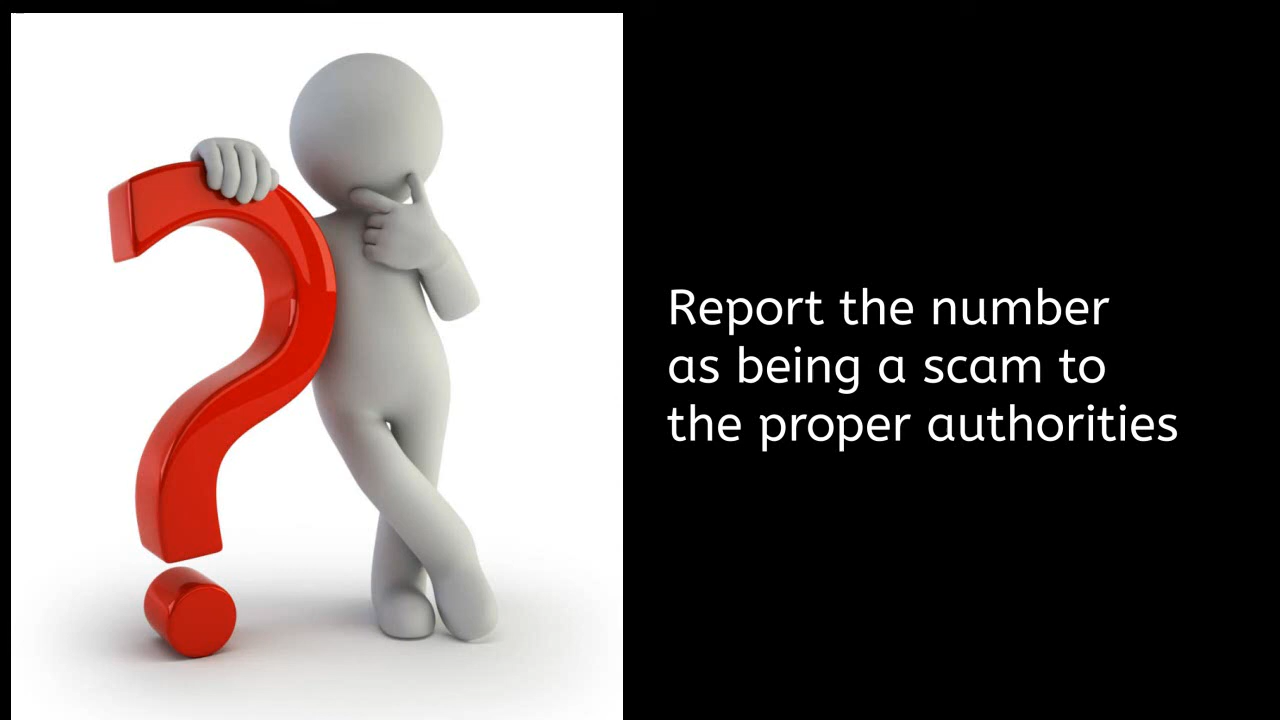 Report the number
as being a scam to
the proper authorities